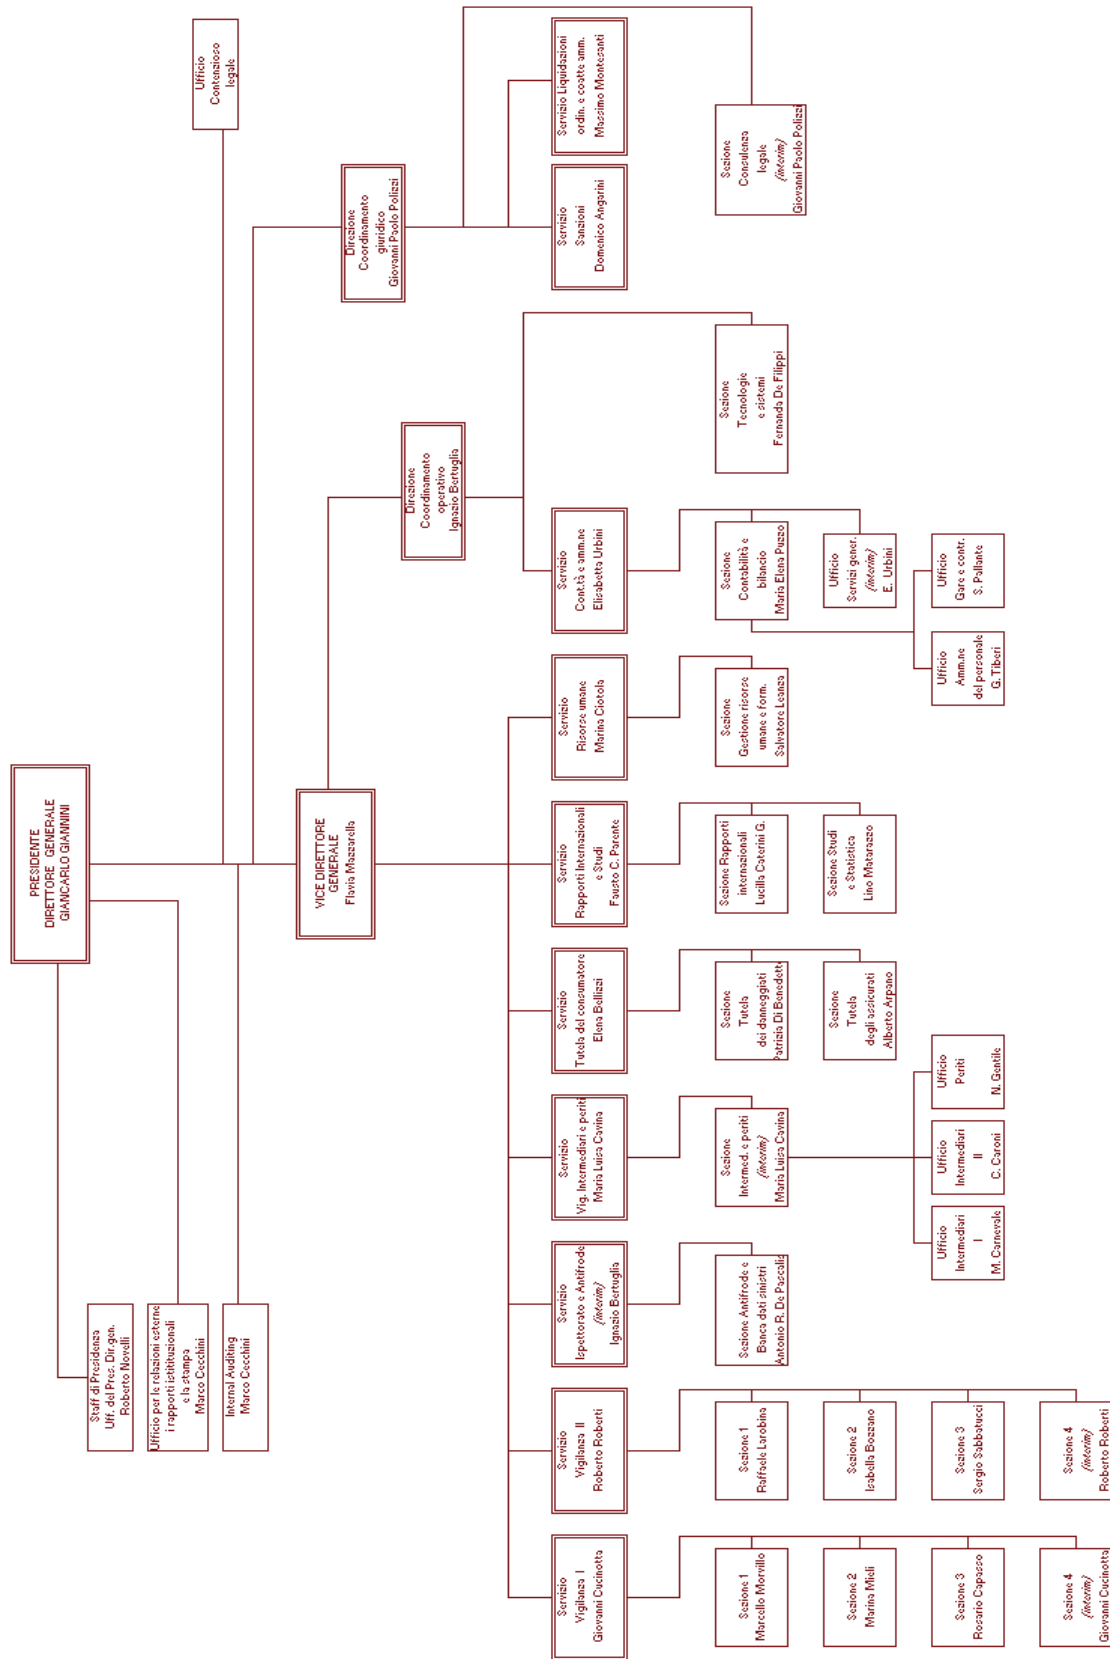 PRESIDENTE
DIRETTORE GENERALE
GIANCARLO GIANNINI
Staff di Presidenza
Uff. del Pres. Dir.gen.
Roberto Novelli
Ufficio per le relazioni esterne
i rapporti istituzionali
e la stampa
Marco Cecchini
Internal Auditing
Marco Cecchini
Ufficio
Contenzioso
legale
VICE DIRETTORE
GENERALE
Flavia Mazzarella
Direzione
Coordinamento
giuridico
Giovanni Paolo Polizzi
Direzione
Coordinamento
operativo
Ignazio Bertuglia
Servizio
Vigilanza I
Giovanni Cucinotta
Servizio
Vigilanza II
Roberto Roberti
Servizio
Ispettorato e Antifrode
(interim)
Ignazio Bertuglia
Servizio
Vig. Intermediari e periti
Maria Luisa Cavina
Servizio
Tutela del consumatore
Elena Bellizzi
Servizio
Rapporti Internazionali
e Studi
Fausto C. Parente
Servizio
Risorse umane
Marina Ciotola
Servizio
Cont.tà e amm.ne
Elisabetta Urbini
Servizio
Sanzioni
Domenico Angarini
Servizio Liquidazioni
ordin. e coatte amm.
Massimo Montesanti
Sezione 1
Marcello Morvillo
Sezione 1
Raffaele Larobina
Sezione Antifrode e
Banca dati sinistri
Antonio R. De Pascalis
Sezione
Intermed. e periti
(interim)
Maria Luisa Cavina
Sezione
Tutela
dei danneggiati
Patrizia Di Benedetto
Sezione Rapporti
internazionali
Lucilla Caterini G.
Sezione
Gestione risorse
umane e form.
Salvatore Leanza
Sezione
Contabilità e
bilancio
Maria Elena Puzzo
Sezione
Tecnologie
e sistemi
Fernanda De Filippi
Sezione
Consulenza
legale
(interim)
Giovanni Paolo Polizzi
Sezione 2
Marina Mieli
Sezione 2
Isabella Bozzano
Sezione
Tutela
degli assicurati
Alberto Arpano
Sezione Studi
e Statistica
Lino Matarazzo
Ufficio
Servizi gener.
(interim)
E. Urbini
Sezione 3
Rosario Capasso
Sezione 3
Sergio Sabbatucci
Ufficio
Intermediari
I
M. Carnevale
Ufficio
Intermediari
II
C. Caroni
Ufficio
Periti
N. Gentile
Ufficio
Amm.ne
del personale
G. Tiberi
Ufficio
Gare e contr.
S. Pallante
Sezione 4
(interim)
Giovanni Cucinotta
Sezione 4
(interim)
Roberto Roberti